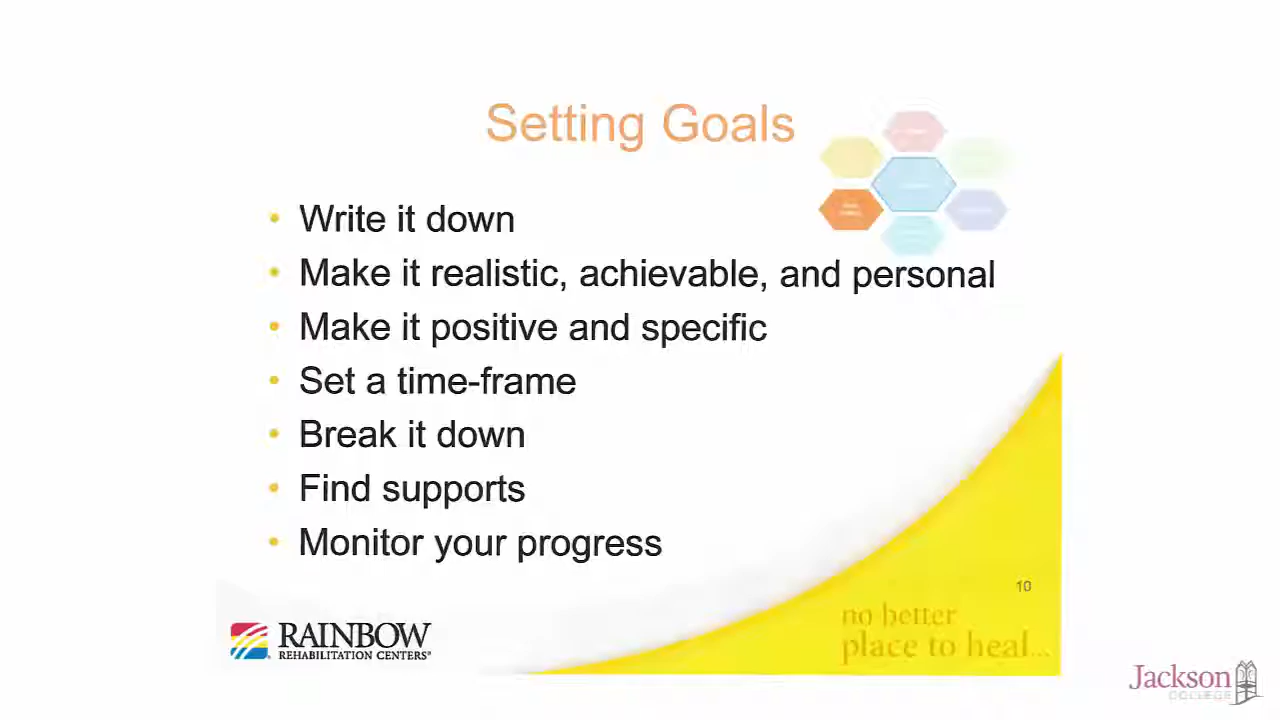 Setting Goals
• Write it down
• Make it realistic, achievable, and personal
• Make it positive and specific
• Set a time-frame
• Break it down
• Find supports
• Monitor your progress
10
no better
place to heal...
RAINBOW
REHABILITATION CENTERS®
Jackson
COLLEGE